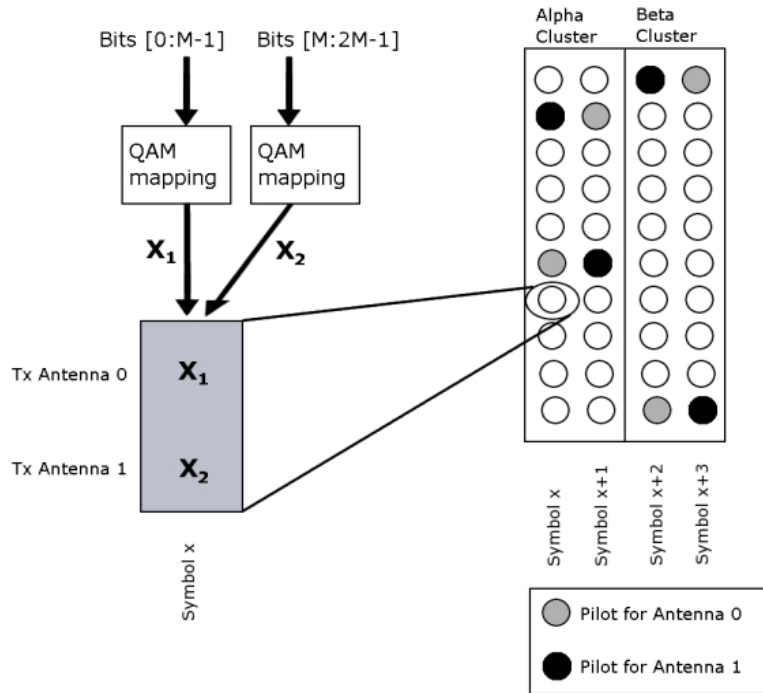 Bits [0:M-1]
Bits [M:2M-1]
QAM
mapping
QAM
mapping
X1
X2
Tx Antenna 0
X1
Tx Antenna 1
X2
Symbol x
Alpha
Cluster
Beta
Cluster
Symbol x
Symbol x+1
Symbol x+2
Symbol x+3
Pilot for Antenna 0
Pilot for Antenna 1